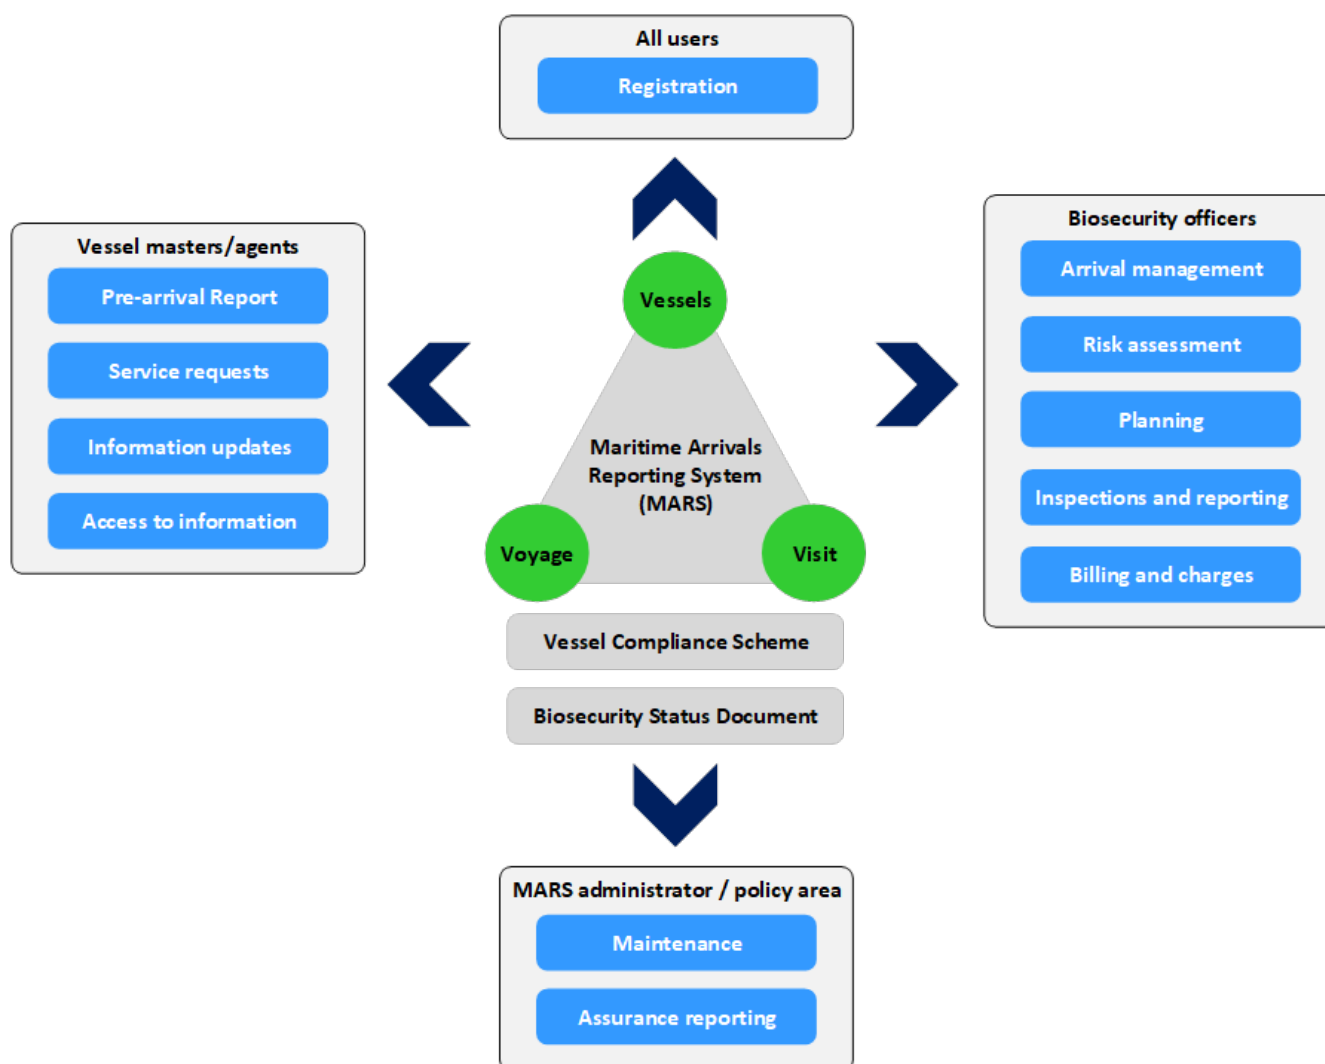 All users
Registration
Vessel masters/agents
Pre-arrival Report
Service requests
Information updates
Access to information
Vessels
Maritime Arrivals
Reporting System
(MARS)
Voyage
Visit
Vessel Compliance Scheme
Biosecurity Status Document
Biosecurity officers
Arrival management
Risk assessment
Planning
Inspections and reporting
Billing and charges
MARS administrator / policy area
Maintenance
Assurance reporting